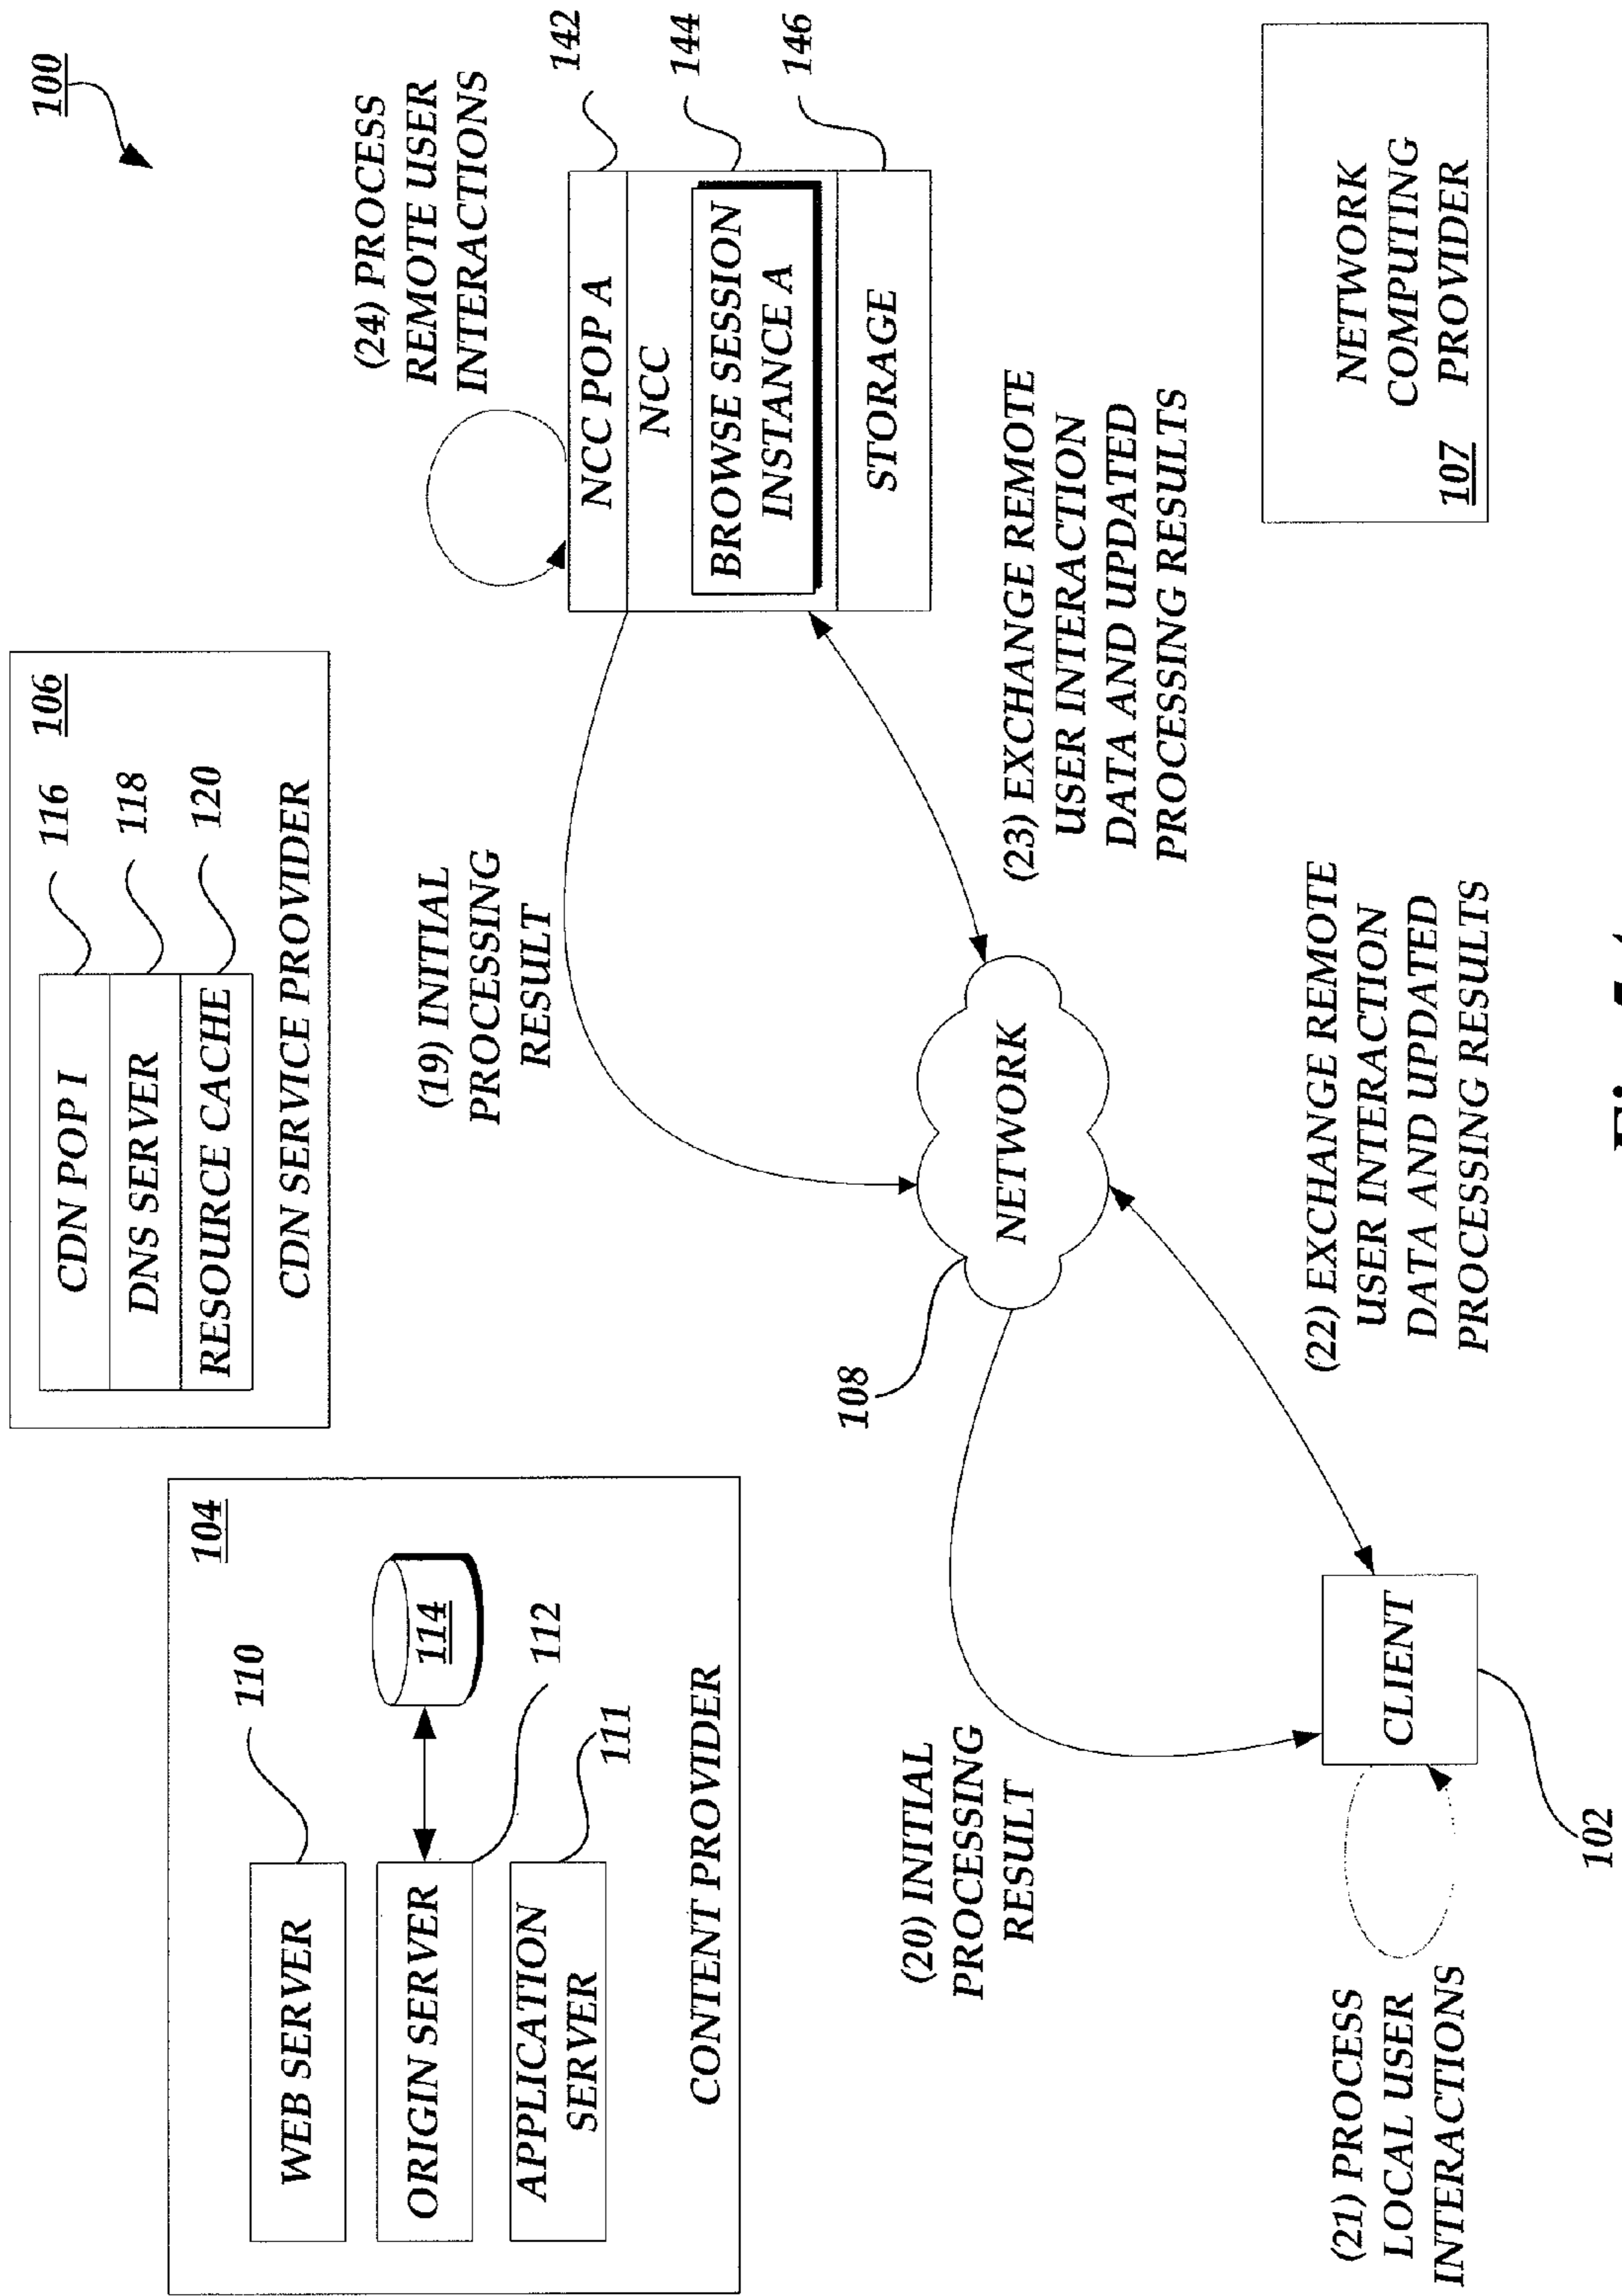 100
106
CDN POP I
116
DNS SERVER
118
RESOURCE CACHE
120
CDN SERVICE PROVIDER
104
WEB SERVER
110
ORIGIN SERVER
114
112
APPLICATION
SERVER
111
CONTENT PROVIDER
(24) PROCESS
REMOTE USER
INTERACTIONS
NCC POP A
142
NCC
144
BROWSE SESSION
INSTANCE A
STORAGE
146
(19) INITIAL
PROCESSING
RESULT
(23) EXCHANGE REMOTE
USER INTERACTION
DATA AND UPDATED
PROCESSING RESULTS
NETWORK
108
(20) INITIAL
PROCESSING
RESULT
(22) EXCHANGE REMOTE
USER INTERACTION
DATA AND UPDATED
PROCESSING RESULTS
CLIENT
102
(21) PROCESS
LOCAL USER
INTERACTIONS
NETWORK
COMPUTING
PROVIDER
107